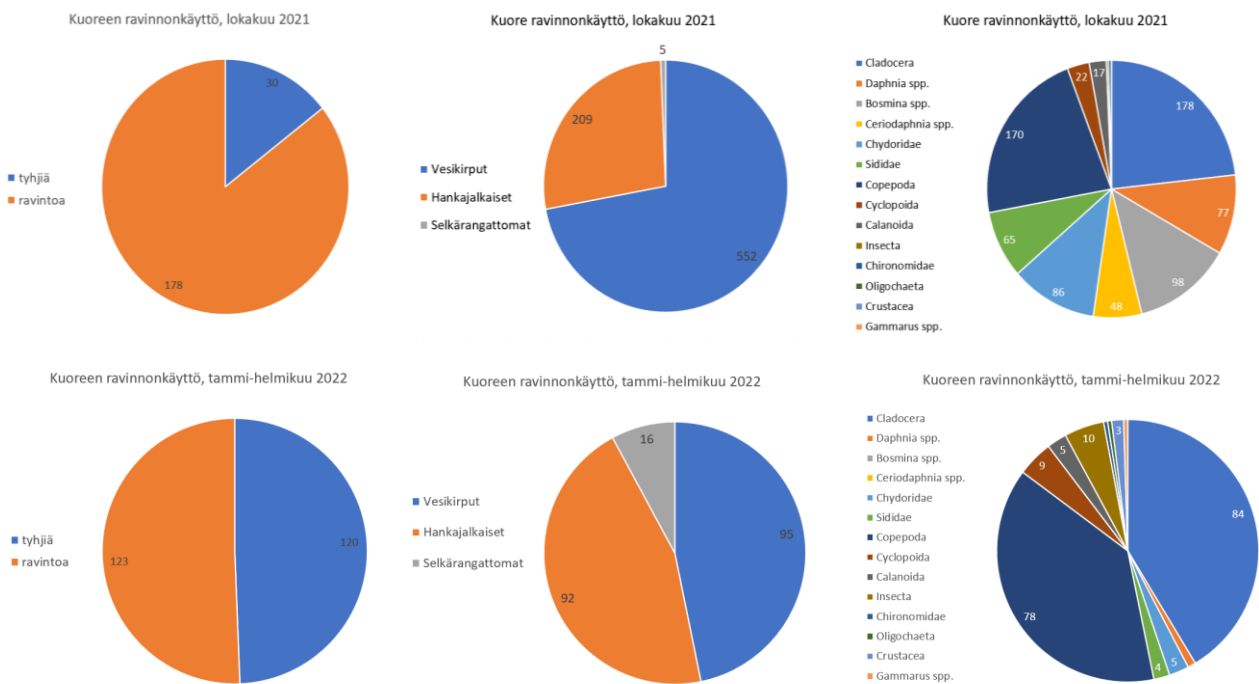 Kuoreen ravinnonkäyttö, lokakuu 2021
30
tyhjiä
ravintoa
178
Kuore ravinnonkäyttö, lokakuu 2021
5
209
Vesikirput
Hankajalkaiset
Selkärangattomat
552
Kuore ravinnonkäyttö, lokakuu 2021
Cladocera
Daphnia spp.
Bosmina spp.
Ceriodaphnia spp.
Chydoridae
Sididae
Copepoda
Cyclopoida
Calanoida
Insecta
Chironomidae
Oligochaeta
Crustacea
Gammarus spp.
22
17
178
170
77
65
98
86
48
Kuoreen ravinnonkäyttö, tammi-helmikuu 2022
tyhjiä
ravintoa
120
123
Kuoreen ravinnonkäyttö, tammi-helmikuu 2022
16
Vesikirput
Hankajalkaiset
Selkärangattomat
95
92
Kuoreen ravinnonkäyttö, tammi-helmikuu 2022
Cladocera
Daphnia spp.
Bosmina spp.
Ceriodaphnia spp.
Chydoridae
Sididae
Copepoda
Cyclopoida
Calanoida
Insecta
Chironomidae
Oligochaeta
Crustacea
Gammarus spp.
9
5
10
3
84
78
4
5